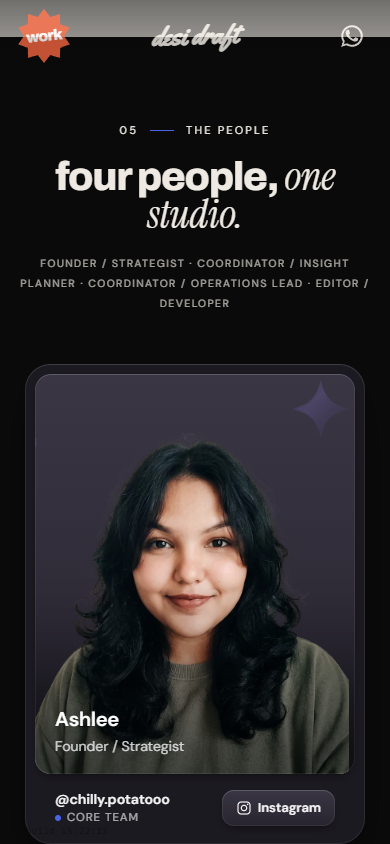 work
desi draft
05 — THE PEOPLE
four people, one
studio.
FOUNDER / STRATEGIST · COORDINATOR / INSIGHT
PLANNER · COORDINATOR / OPERATIONS LEAD · EDITOR /
DEVELOPER
Ashlee
Founder / Strategist
@chilly.potatooo
Instagram
CORE TEAM